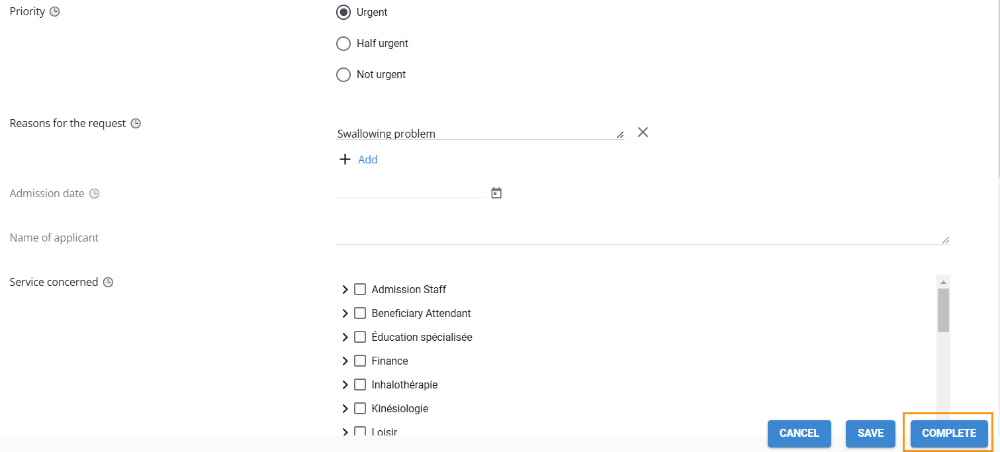 Priority
Urgent
Half urgent
Not urgent
Reasons for the request
Swallowing problem
Add
Admission date
Name of applicant
Service concerned
Admission Staff
Beneficiary Attendant
Éducation spécialisée
Finance
Inhalothérapie
Kinésiologie
Loisir
CANCEL SAVE COMPLETE